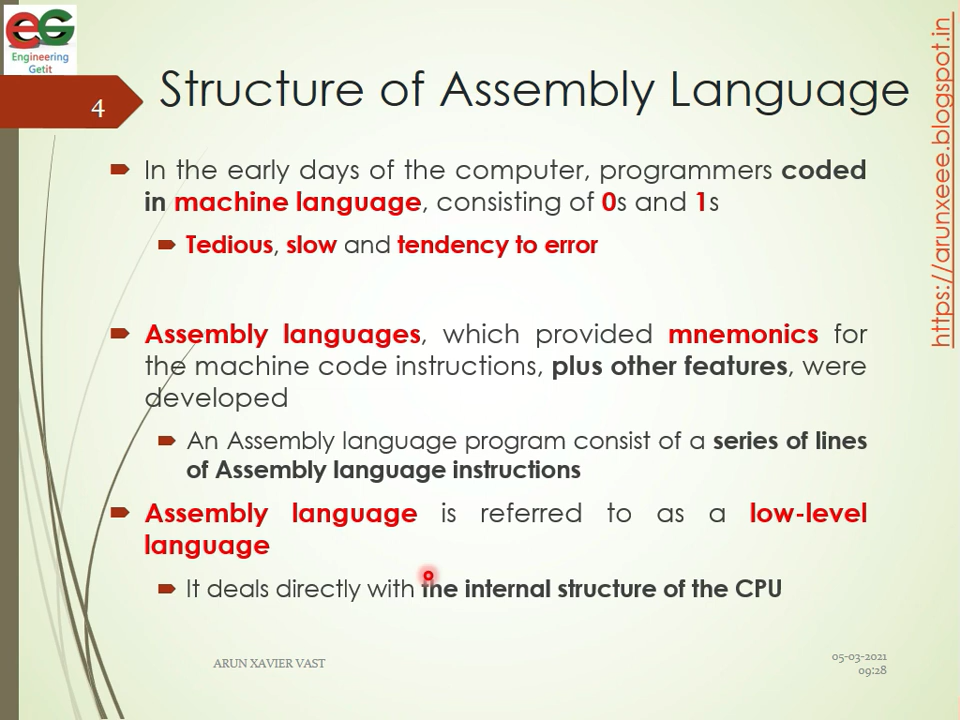 eG
Engineering
Getit
4
Structure of Assembly Language
https://arunxeee.blogspot.in
In the early days of the computer, programmers coded
in machine language, consisting of 0s and 1s
Tedious, slow and tendency to error
Assembly languages, which provided mnemonics for
the machine code instructions, plus other features, were
developed
An Assembly language program consist of a series of lines
of Assembly language instructions
Assembly language is referred to as a low-level
language
It deals directly with the internal structure of the CPU
ARUN XAVIER VAST
05-03-2021
09:28